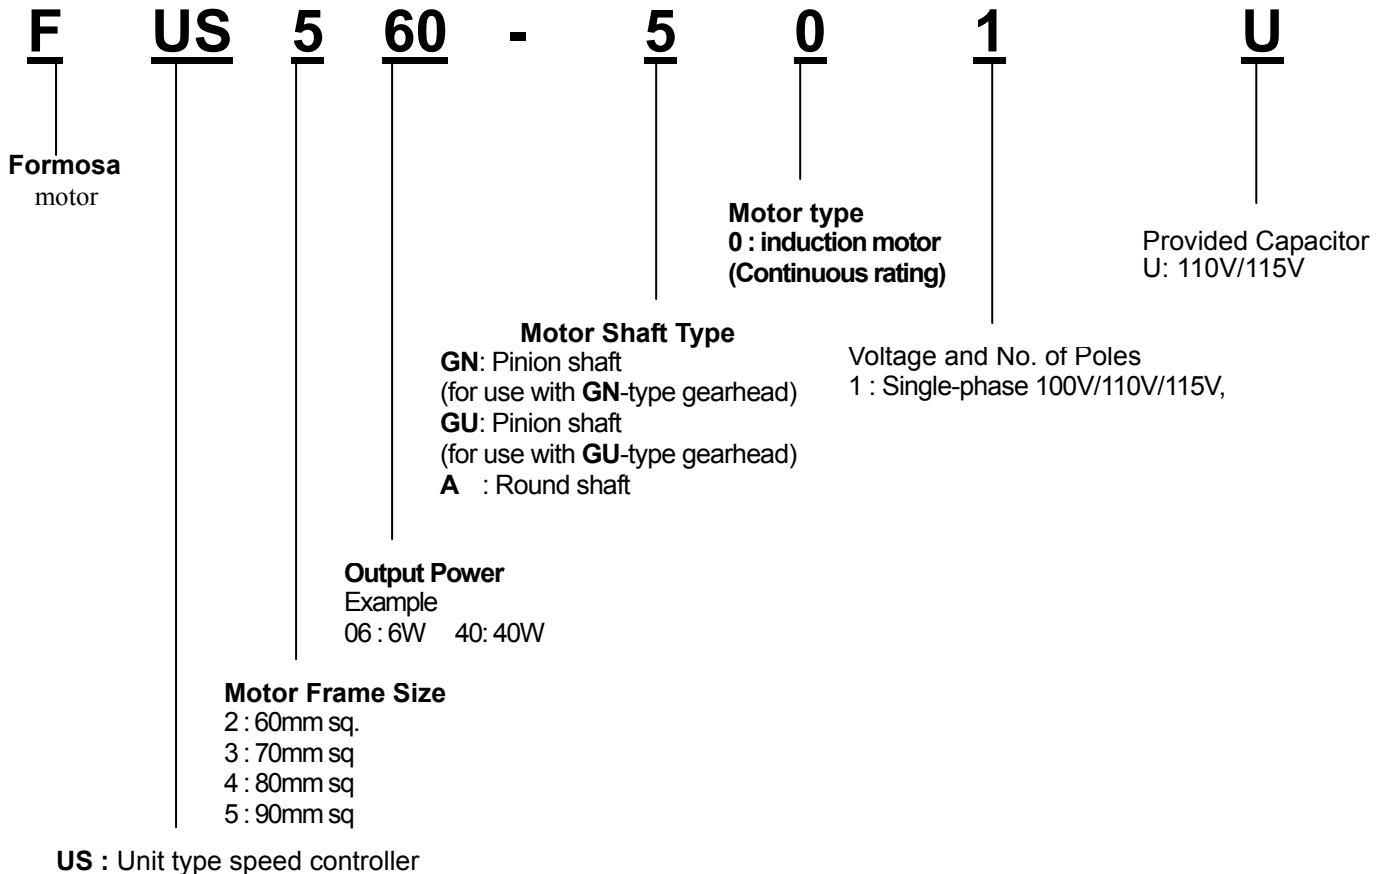 F US 5 60 - 5 0 1 U
Formosa
motor
Motor type
0 : induction motor
(Continuous rating)
Provided Capacitor
U: 110V/115V
Motor Shaft Type
GN: Pinion shaft
(for use with GN-type gearhead)
GU: Pinion shaft
(for use with GU-type gearhead)
A : Round shaft
Voltage and No. of Poles
1 : Single-phase 100V/110V/115V,
Output Power
Example
06 : 6W 40: 40W
Motor Frame Size
2 : 60mm sq.
3 : 70mm sq
4 : 80mm sq
5 : 90mm sq
US : Unit type speed controller